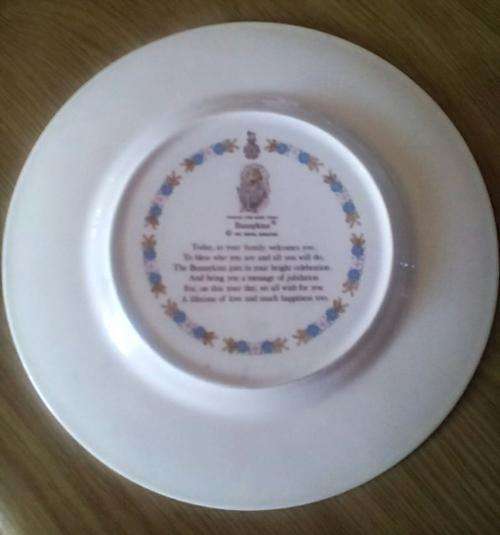 Bunnykins ®
Today, as your family welcomes you,
To bless who you are and all you will do,
The Bunnykins join in your bright celebration
And bring you a message of jubilation
For, on this your day, we all wish for you
A lifetime of love and much happiness too.